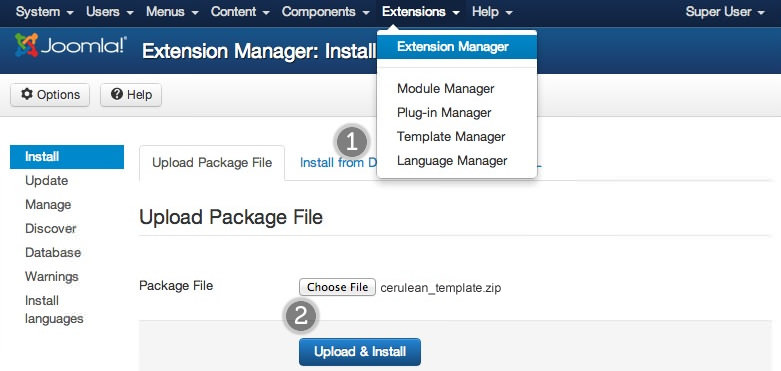 System Users Menus Content Components Extensions Help Super User
Joomla! Extension Manager: Install
Extension Manager
Options Help
Module Manager
Plug-in Manager
Template Manager
Language Manager
1
Install
Update
Manage
Discover
Database
Warnings
Install
languages
Upload Package File Install from D
Upload Package File
Package File Choose File cerulean_template.zip
2
Upload & Install